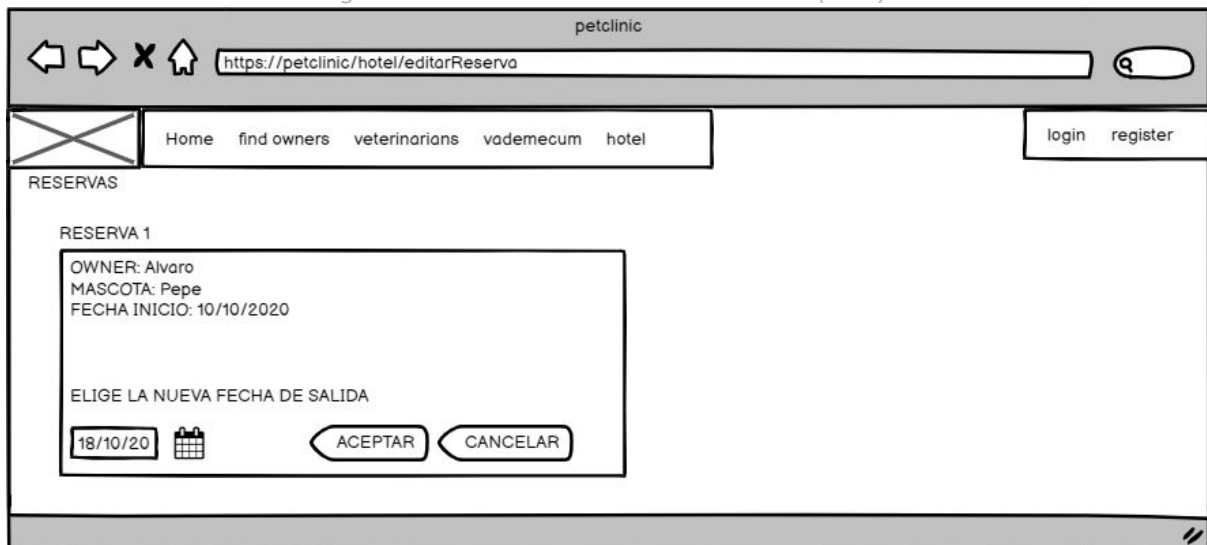 petclinic
https://petclinic/hotel/editarReserva
Home find owners veterinarians vademecum hotel
login register
RESERVAS
RESERVA 1
OWNER: Alvaro
MASCOTA: Pepe
FECHA INICIO: 10/10/2020
ELIGE LA NUEVA FECHA DE SALIDA
18/10/20 ACEPTAR CANCELAR